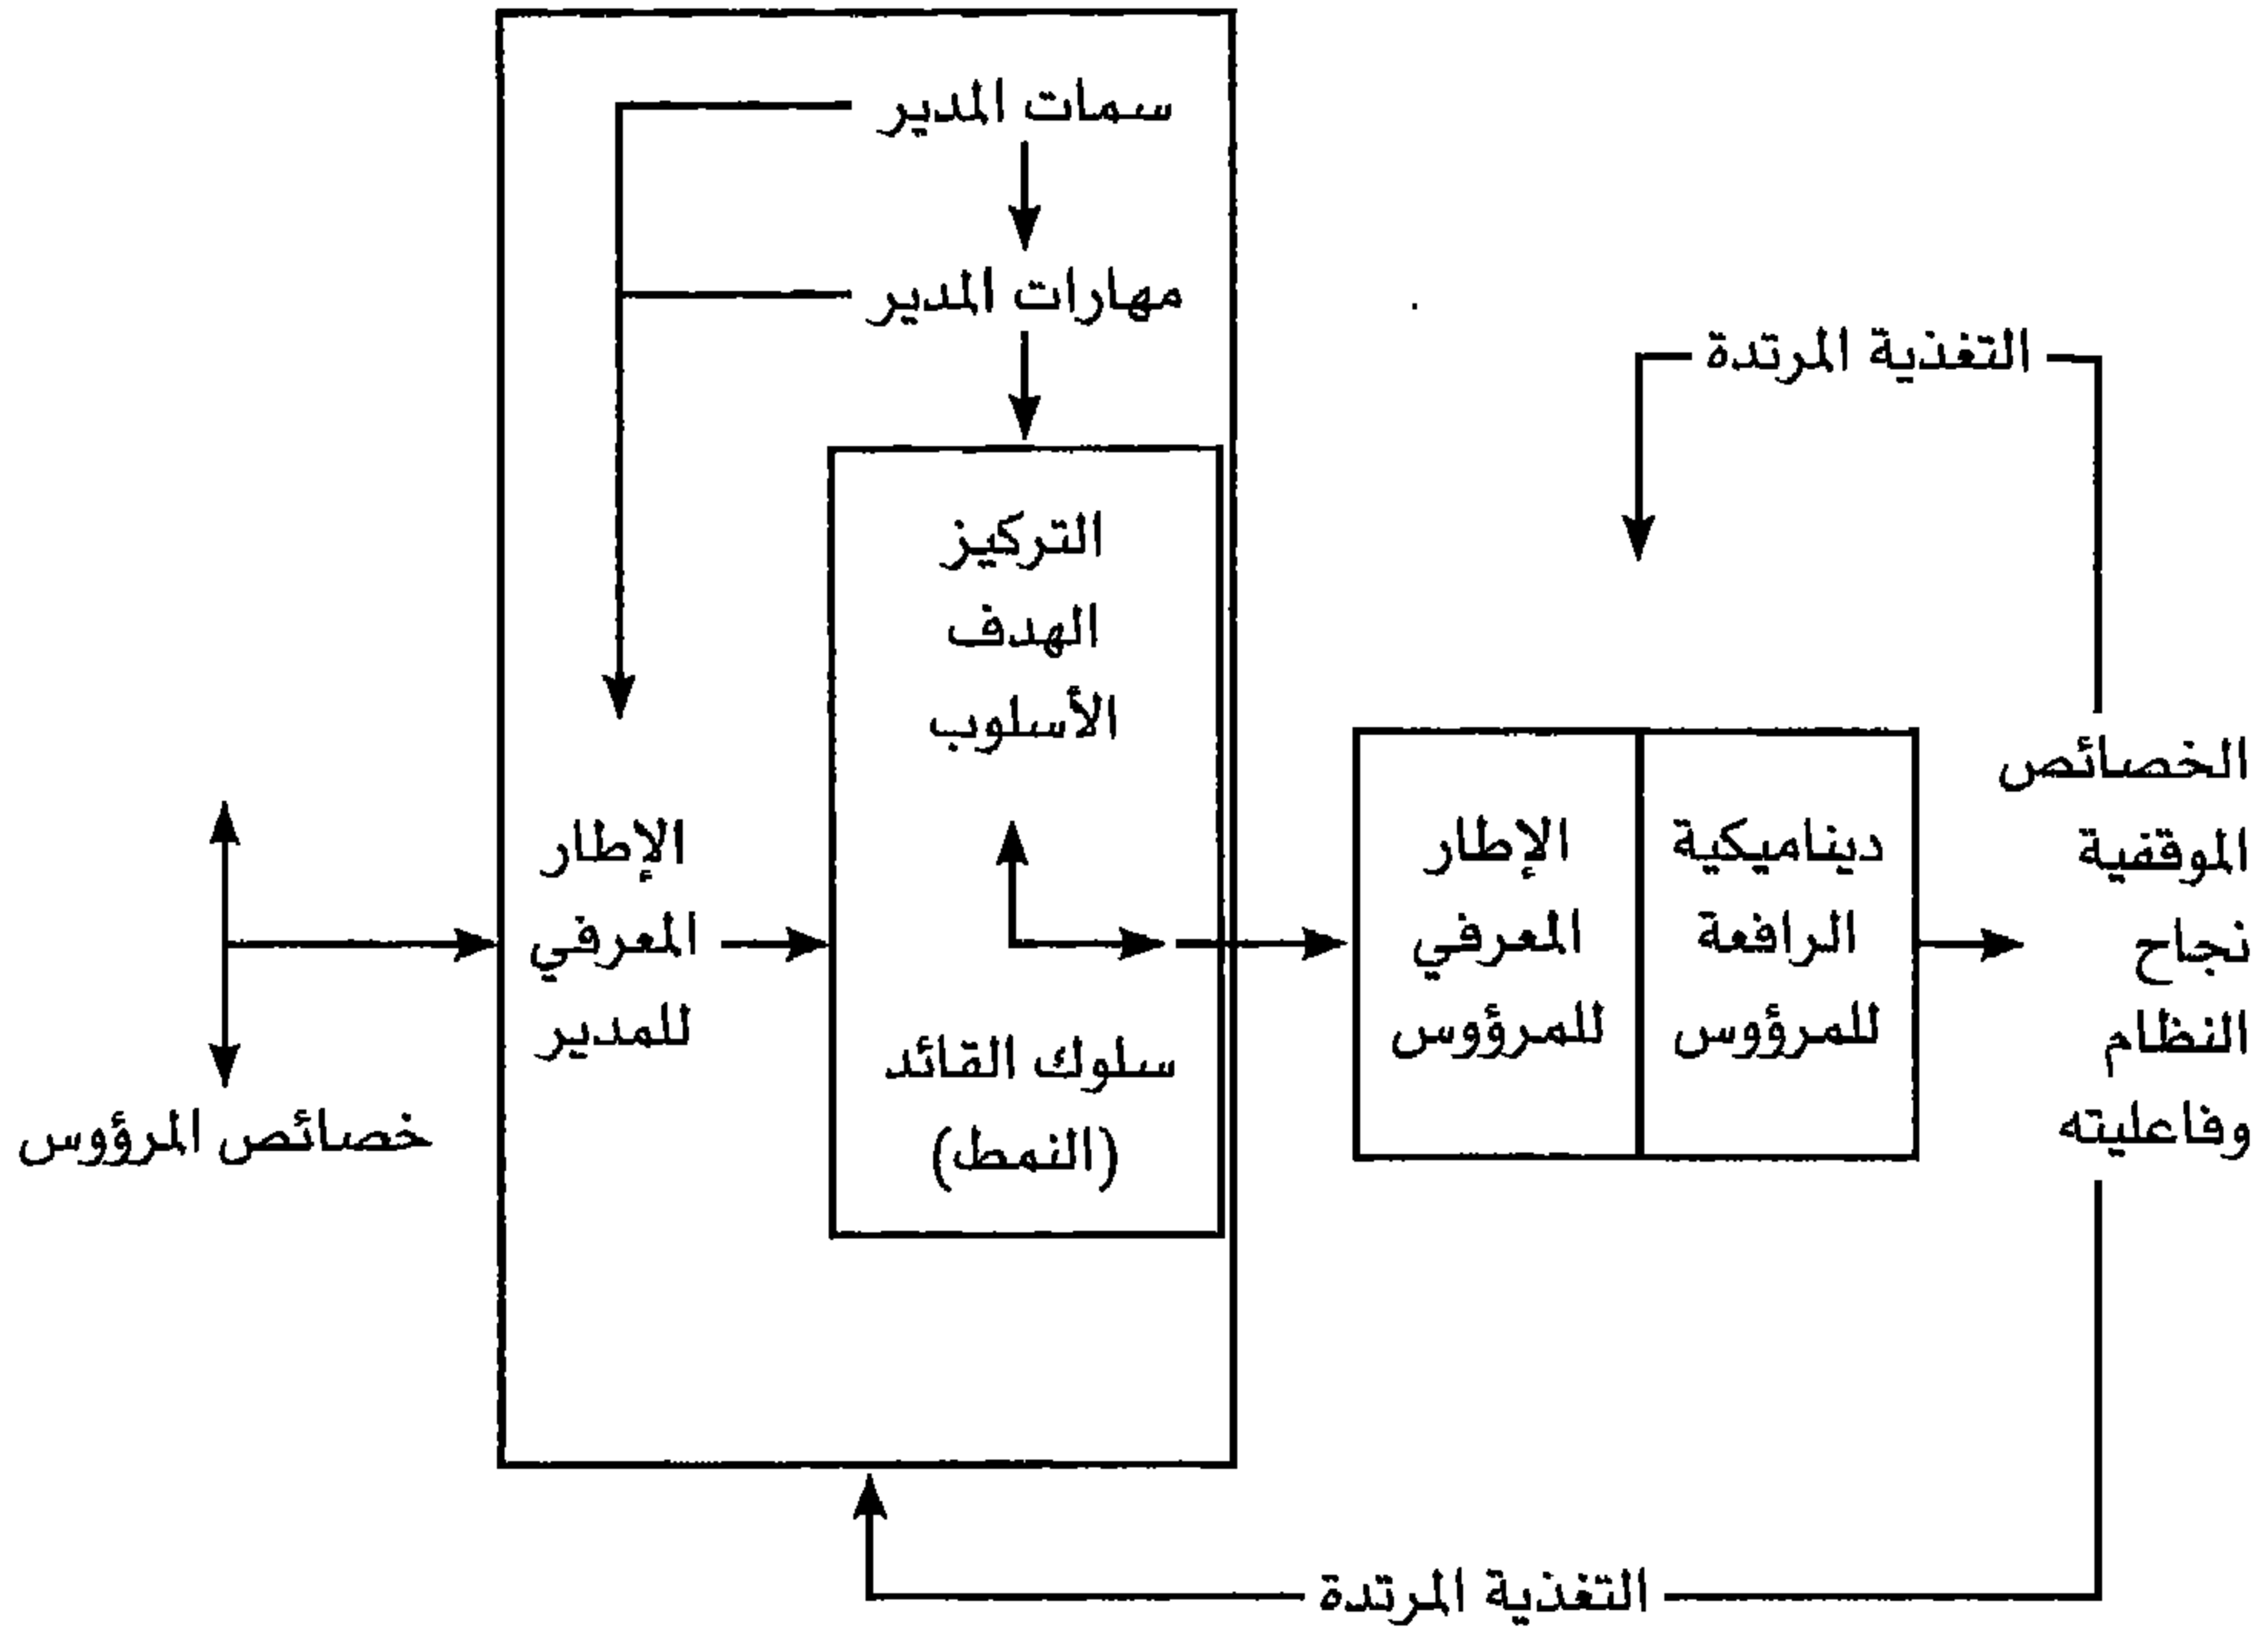 سمات المدير
مهارات المدير
التغذية المرتدة
التركيز
الهدف
الأسلوب
سلوك القائد
(النمط)
الإطار
المعرفي
للمدير
خصائص المرؤوس
ديناميكية
الرافعة
للمرؤوس
الإطار
المعرفي
للمرؤوس
الخصائص
الموقفية
نجاح
النظام
وفاعليته
التغذية المرتدة